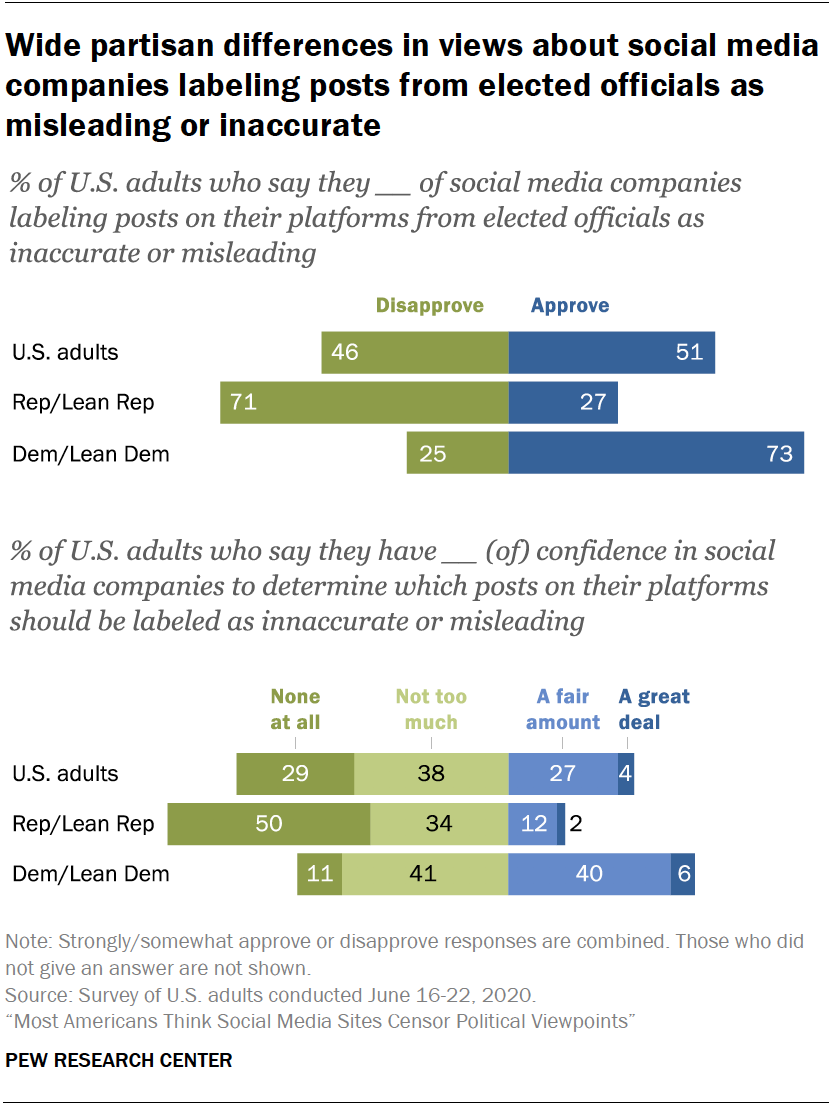 Wide partisan differences in views about social media
companies labeling posts from elected officials as
misleading or inaccurate
% of U.S. adults who say they __ of social media companies
labeling posts on their platforms from elected officials as
inaccurate or misleading
Disapprove Approve
U.S. adults 46 51
Rep/Lean Rep 71 27
Dem/Lean Dem 25 73
% of U.S. adults who say they have __ (of) confidence in social
media companies to determine which posts on their platforms
should be labeled as innaccurate or misleading
None Not too A fair A great
at all much amount deal
U.S. adults 29 38 27 4
Rep/Lean Rep 50 34 12 2
Dem/Lean Dem 11 41 40 6
Note: Strongly/somewhat approve or disapprove responses are combined. Those who did
not give an answer are not shown.
Source: Survey of U.S. adults conducted June 16-22, 2020.
“Most Americans Think Social Media Sites Censor Political Viewpoints”
PEW RESEARCH CENTER